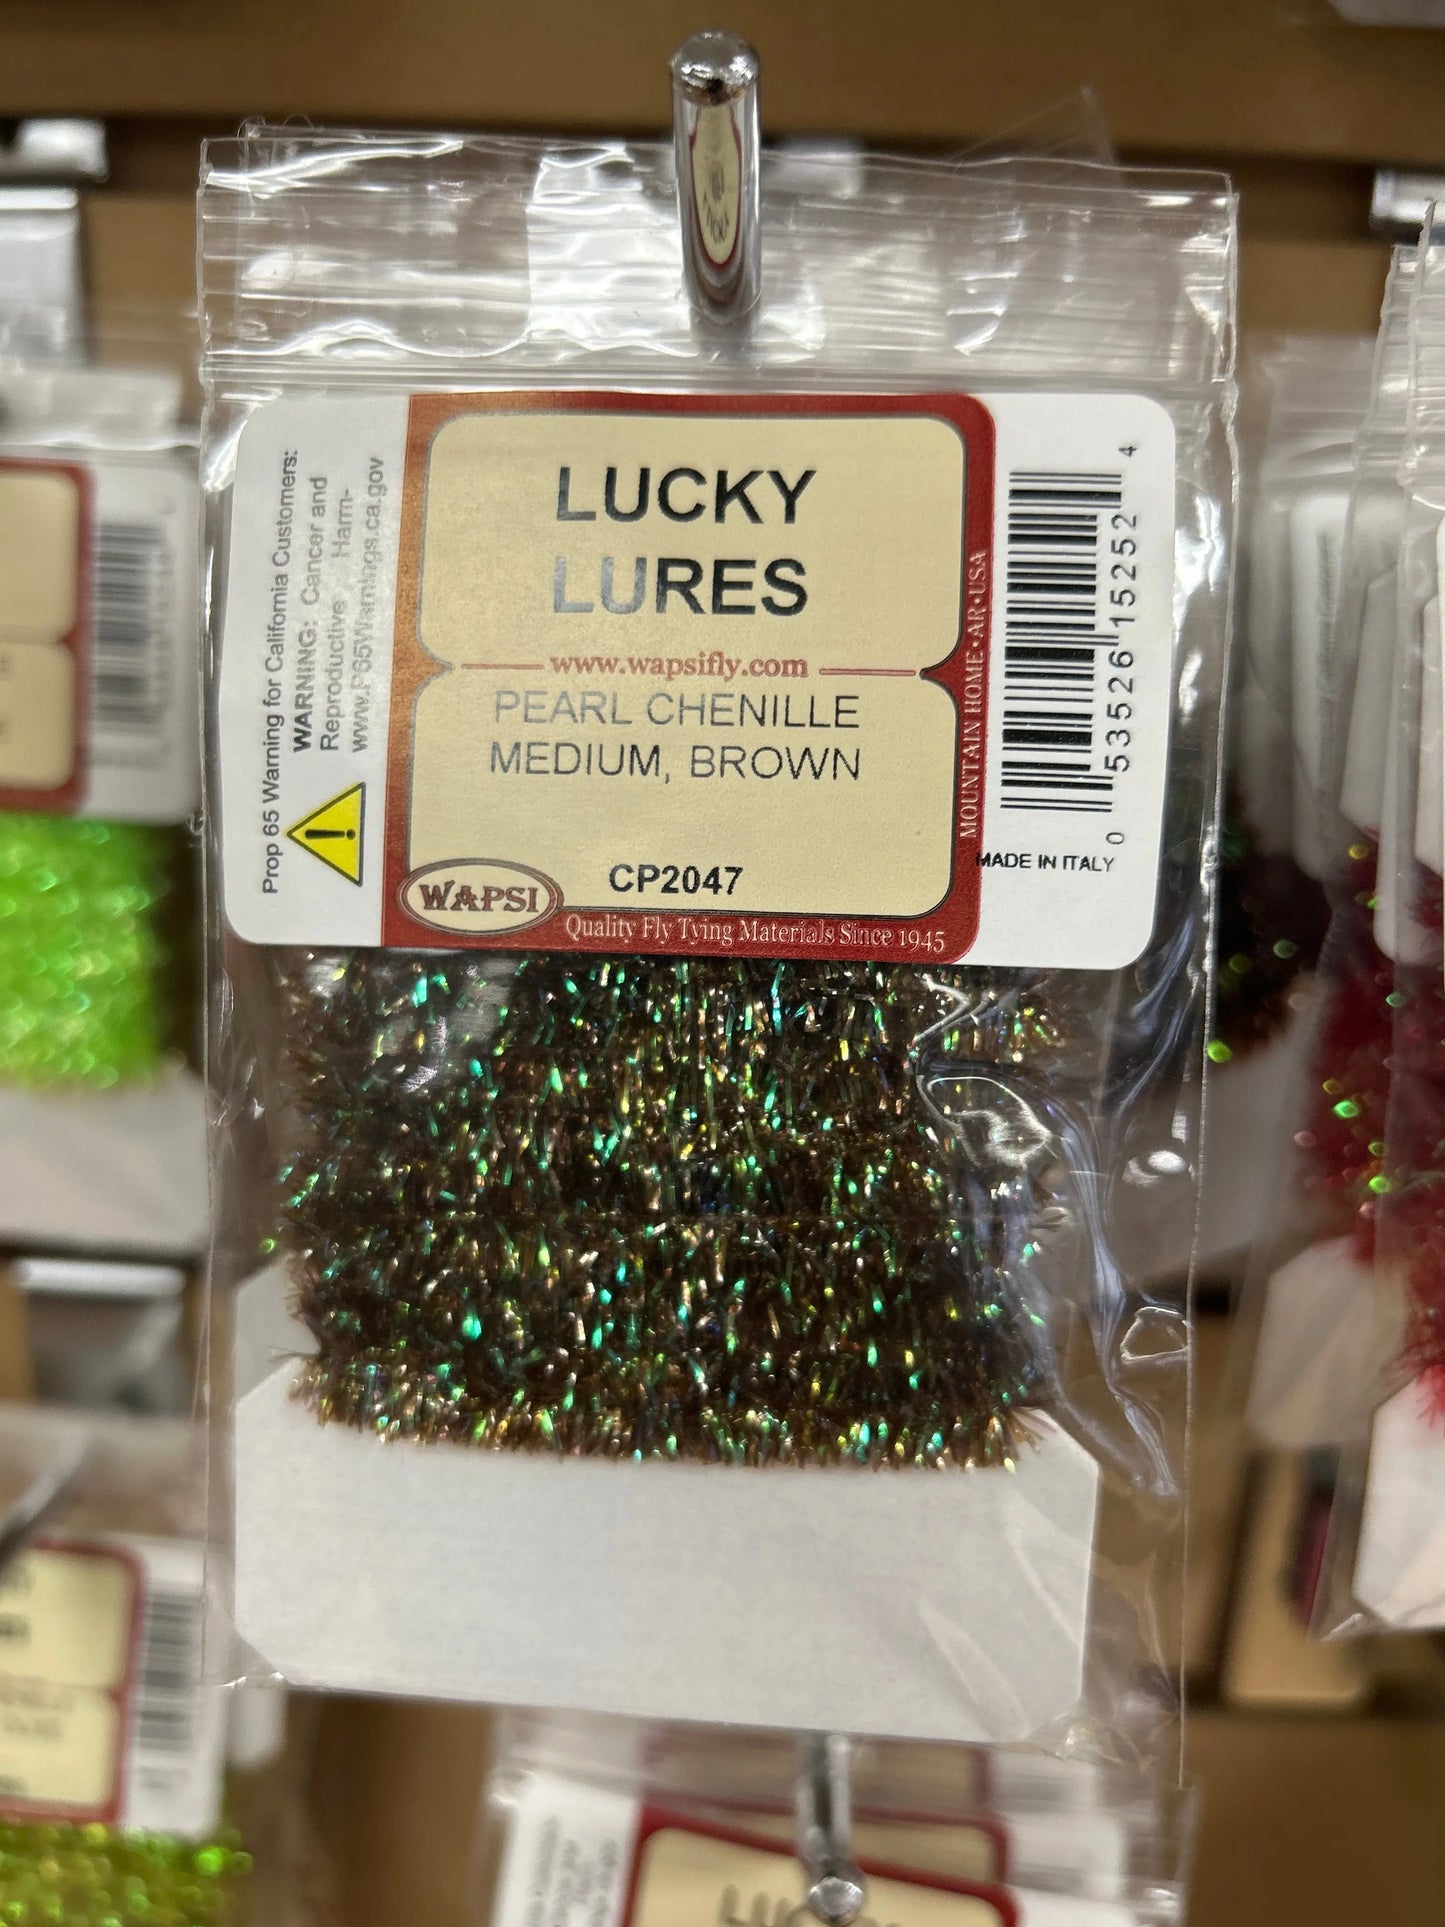 LUCKY
LURES
www.wapsifly.com
PEARL CHENILLE
MEDIUM, BROWN
CP2047
WAPSI
Quality Fly Tying Materials Since 1945
MOUNTAIN HOME•AR•USA
Prop 65 Warning for California Customers:
WARNING: Cancer and
Reproductive Harm-
www.P65Warnings.ca.gov
0 53526 15252 4
MADE IN ITALY